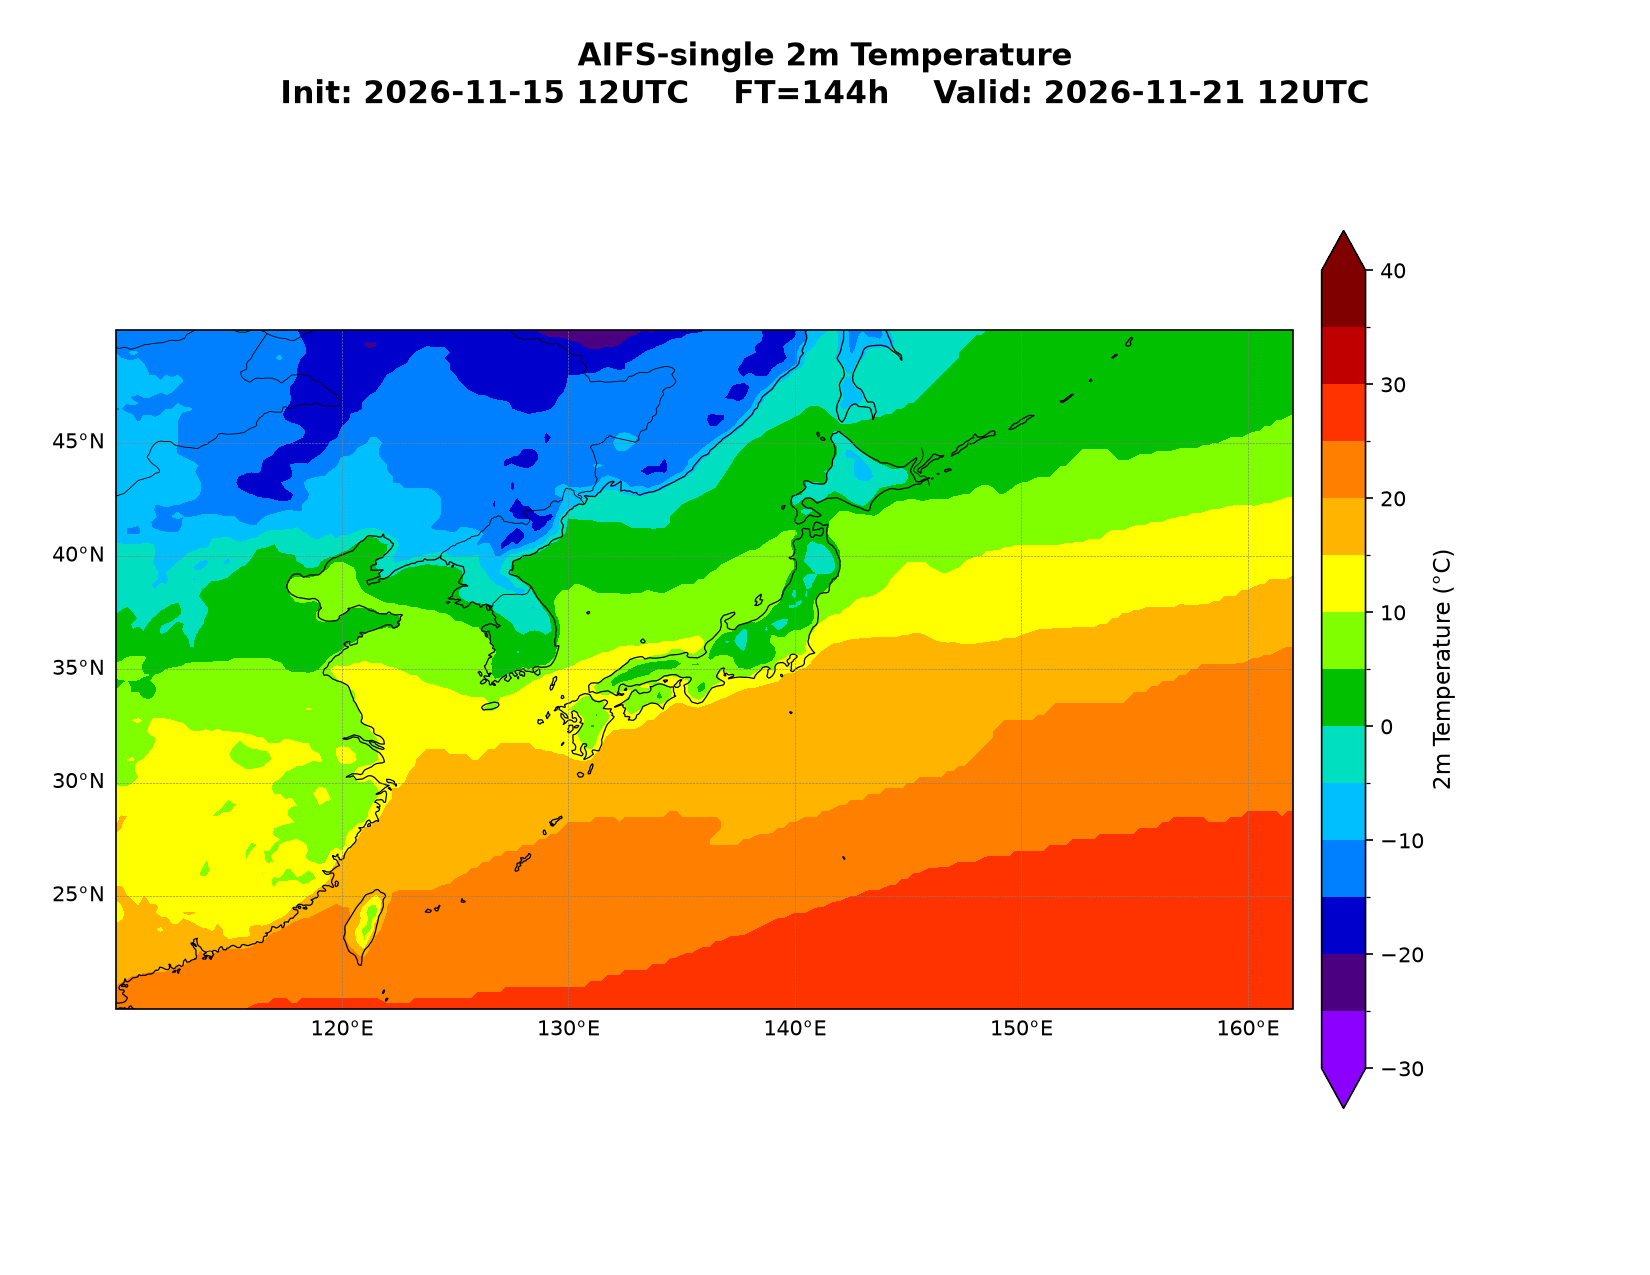 AIFS-single 2m Temperature
Init: 2026-11-15 12UTC    FT=144h    Valid: 2026-11-21 12UTC
45°N
40°N
35°N
30°N
25°N
120°E
130°E
140°E
150°E
160°E
40
30
20
10
0
−10
−20
−30
2m Temperature (°C)